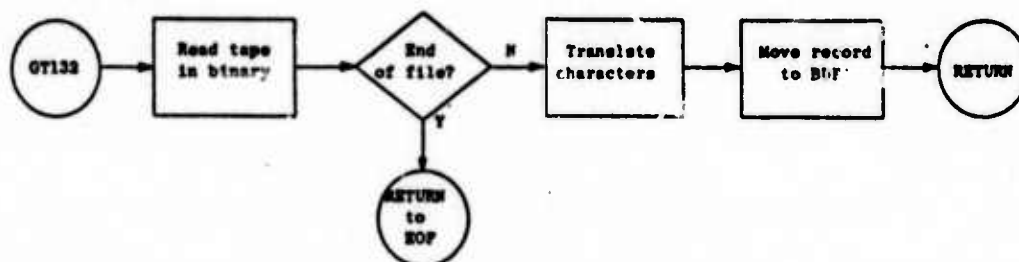 GT132
Read tape
in binary
End
of file?
N
Translate
characters
Move record
to BUF
RETURN
Y
RETURN
to
EOF